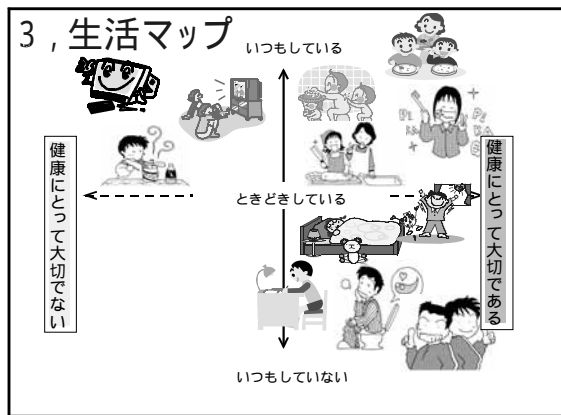 3，生活マップ
いつもしている
PIKA
健康にとって大切でない
ときどきしている
健康にとって大切である
いつもしていない